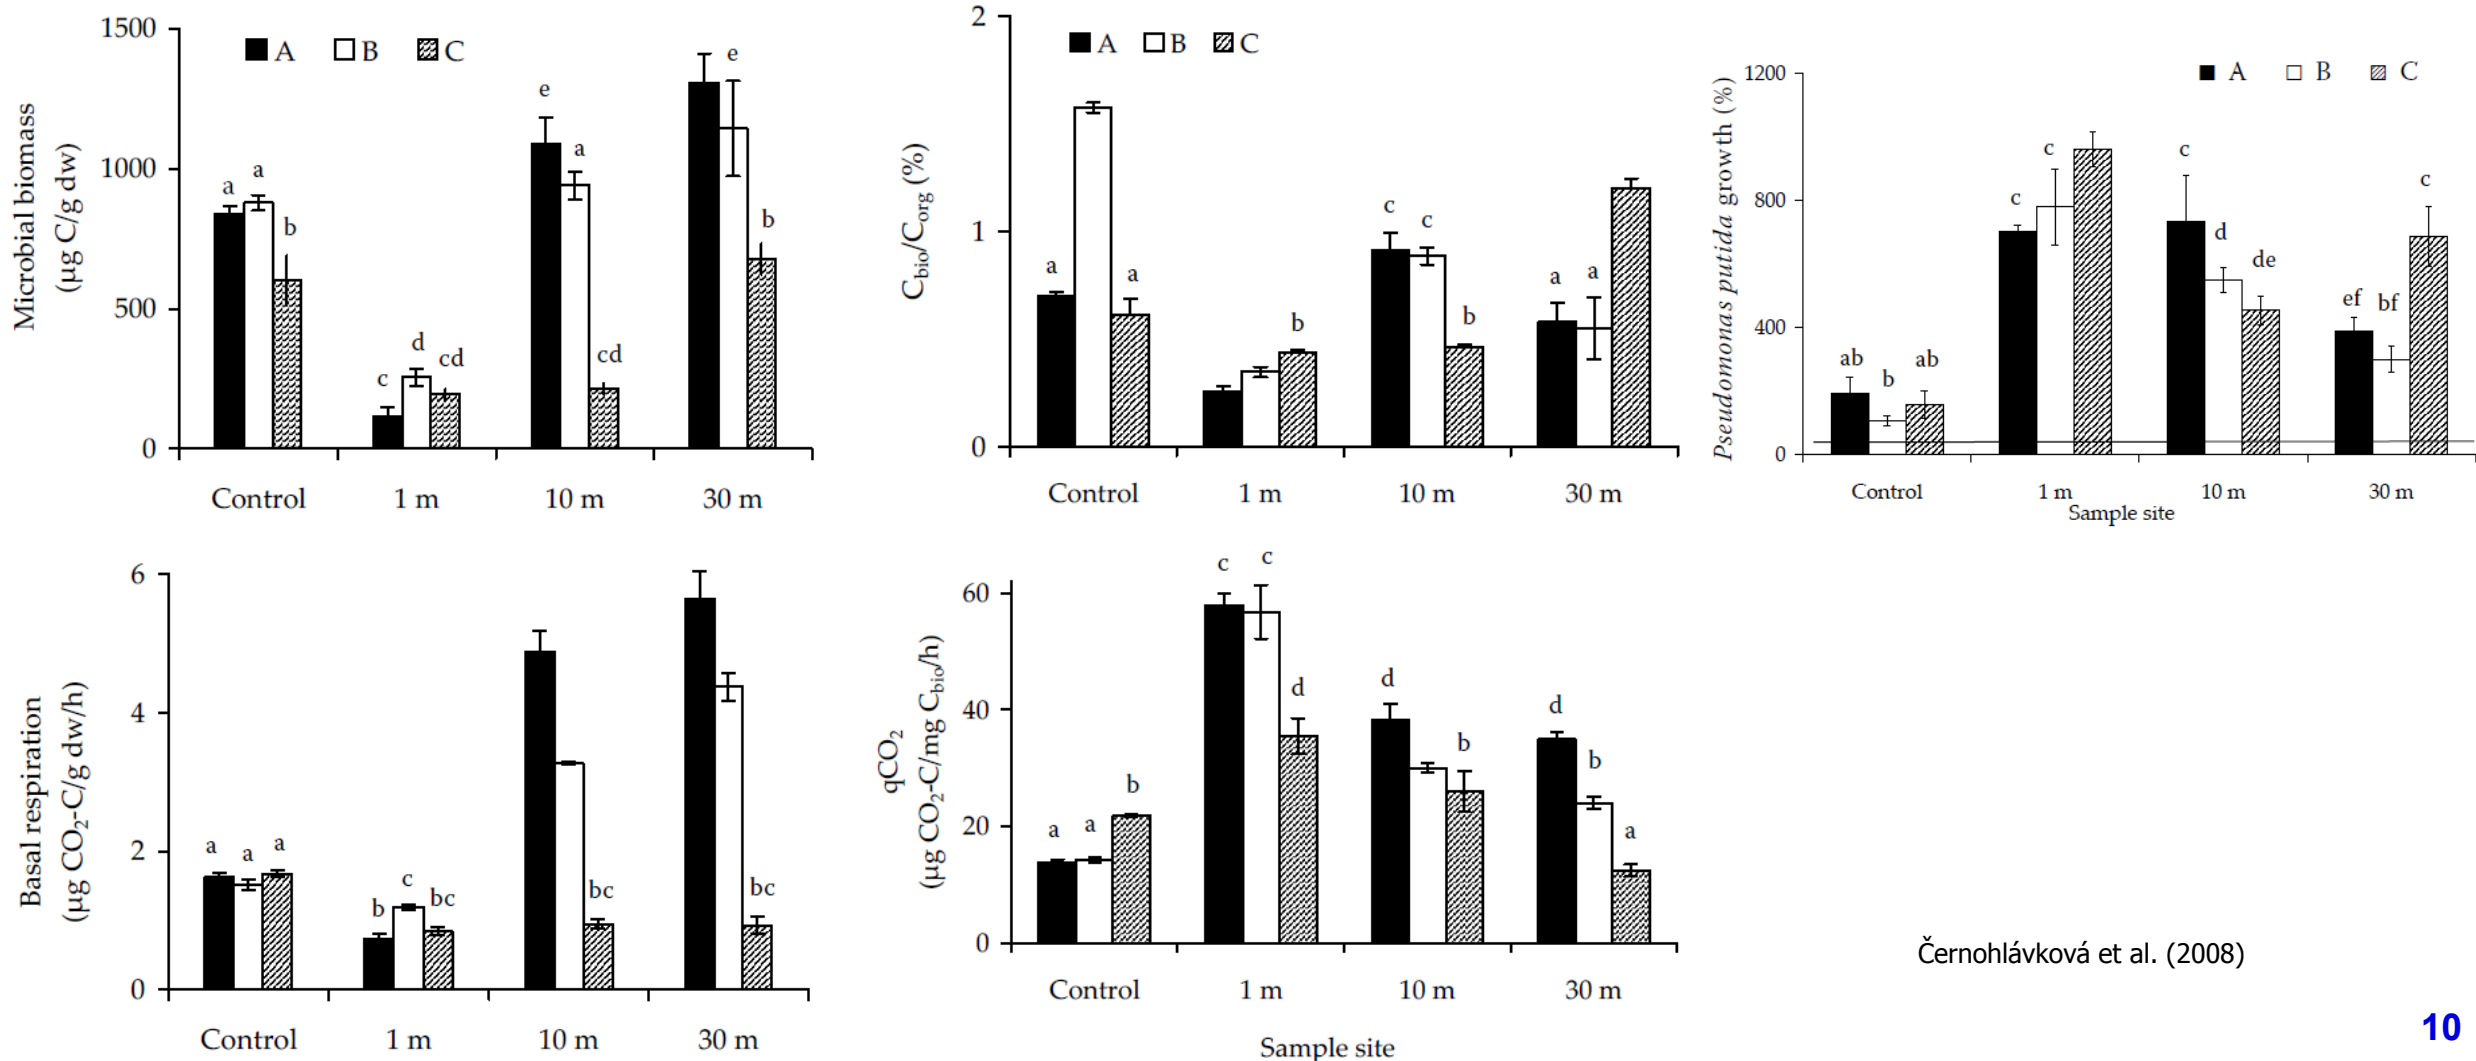 Microbial biomass
(µg C/g dw)
1500
1000
500
0
A B C
a a b
c d cd
e a cd
e b
Control 1 m 10 m 30 m
Cbio/Corg (%)
2
1
0
A B C
a a
b
c c b
a a
Control 1 m 10 m 30 m
Pseudomonas putida growth (%)
1200
800
400
0
A B C
ab b ab
c c
c d de
ef bf c
Control 1 m 10 m 30 m
Sample site
Basal respiration
(µg CO2-C/g dw/h)
6
4
2
0
a a a
b c bc
bc
bc
Control 1 m 10 m 30 m
qCO2
(µg CO2-C/mg Cbio/h)
60
40
20
0
a a b
c c d
d b
d b a
Control 1 m 10 m 30 m
Sample site
Černohlávková et al. (2008)
10